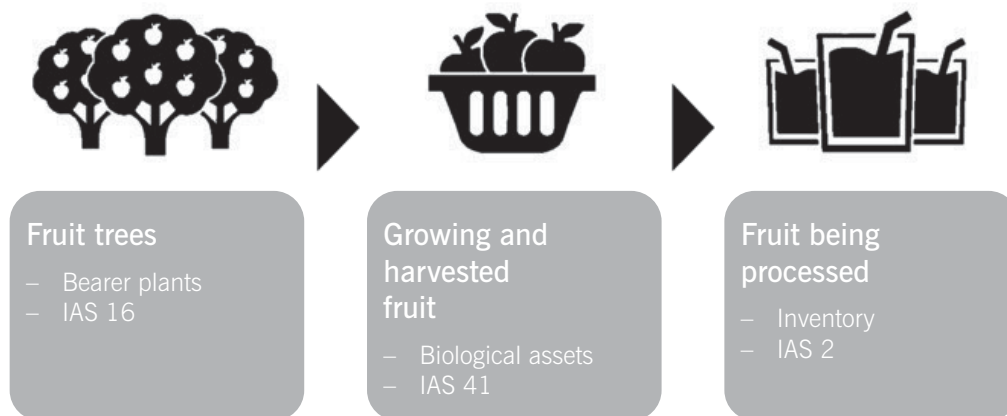 Fruit trees
– Bearer plants
– IAS 16
Growing and
harvested
fruit
– Biological assets
– IAS 41
Fruit being
processed
– Inventory
– IAS 2